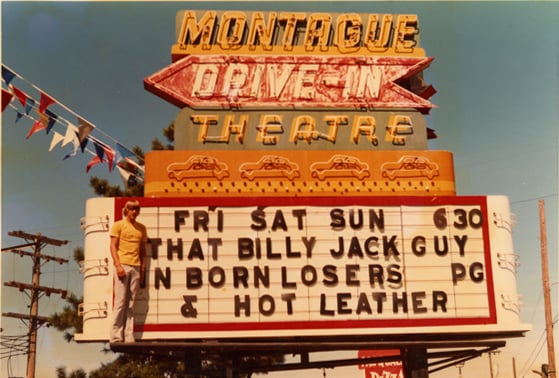 MONTAGUE
DRIVE-IN
THEATRE
FRI SAT SUN 6 30
THAT BILLY JACK GUY
IN BORN LOSERS PG
& HOT LEATHER